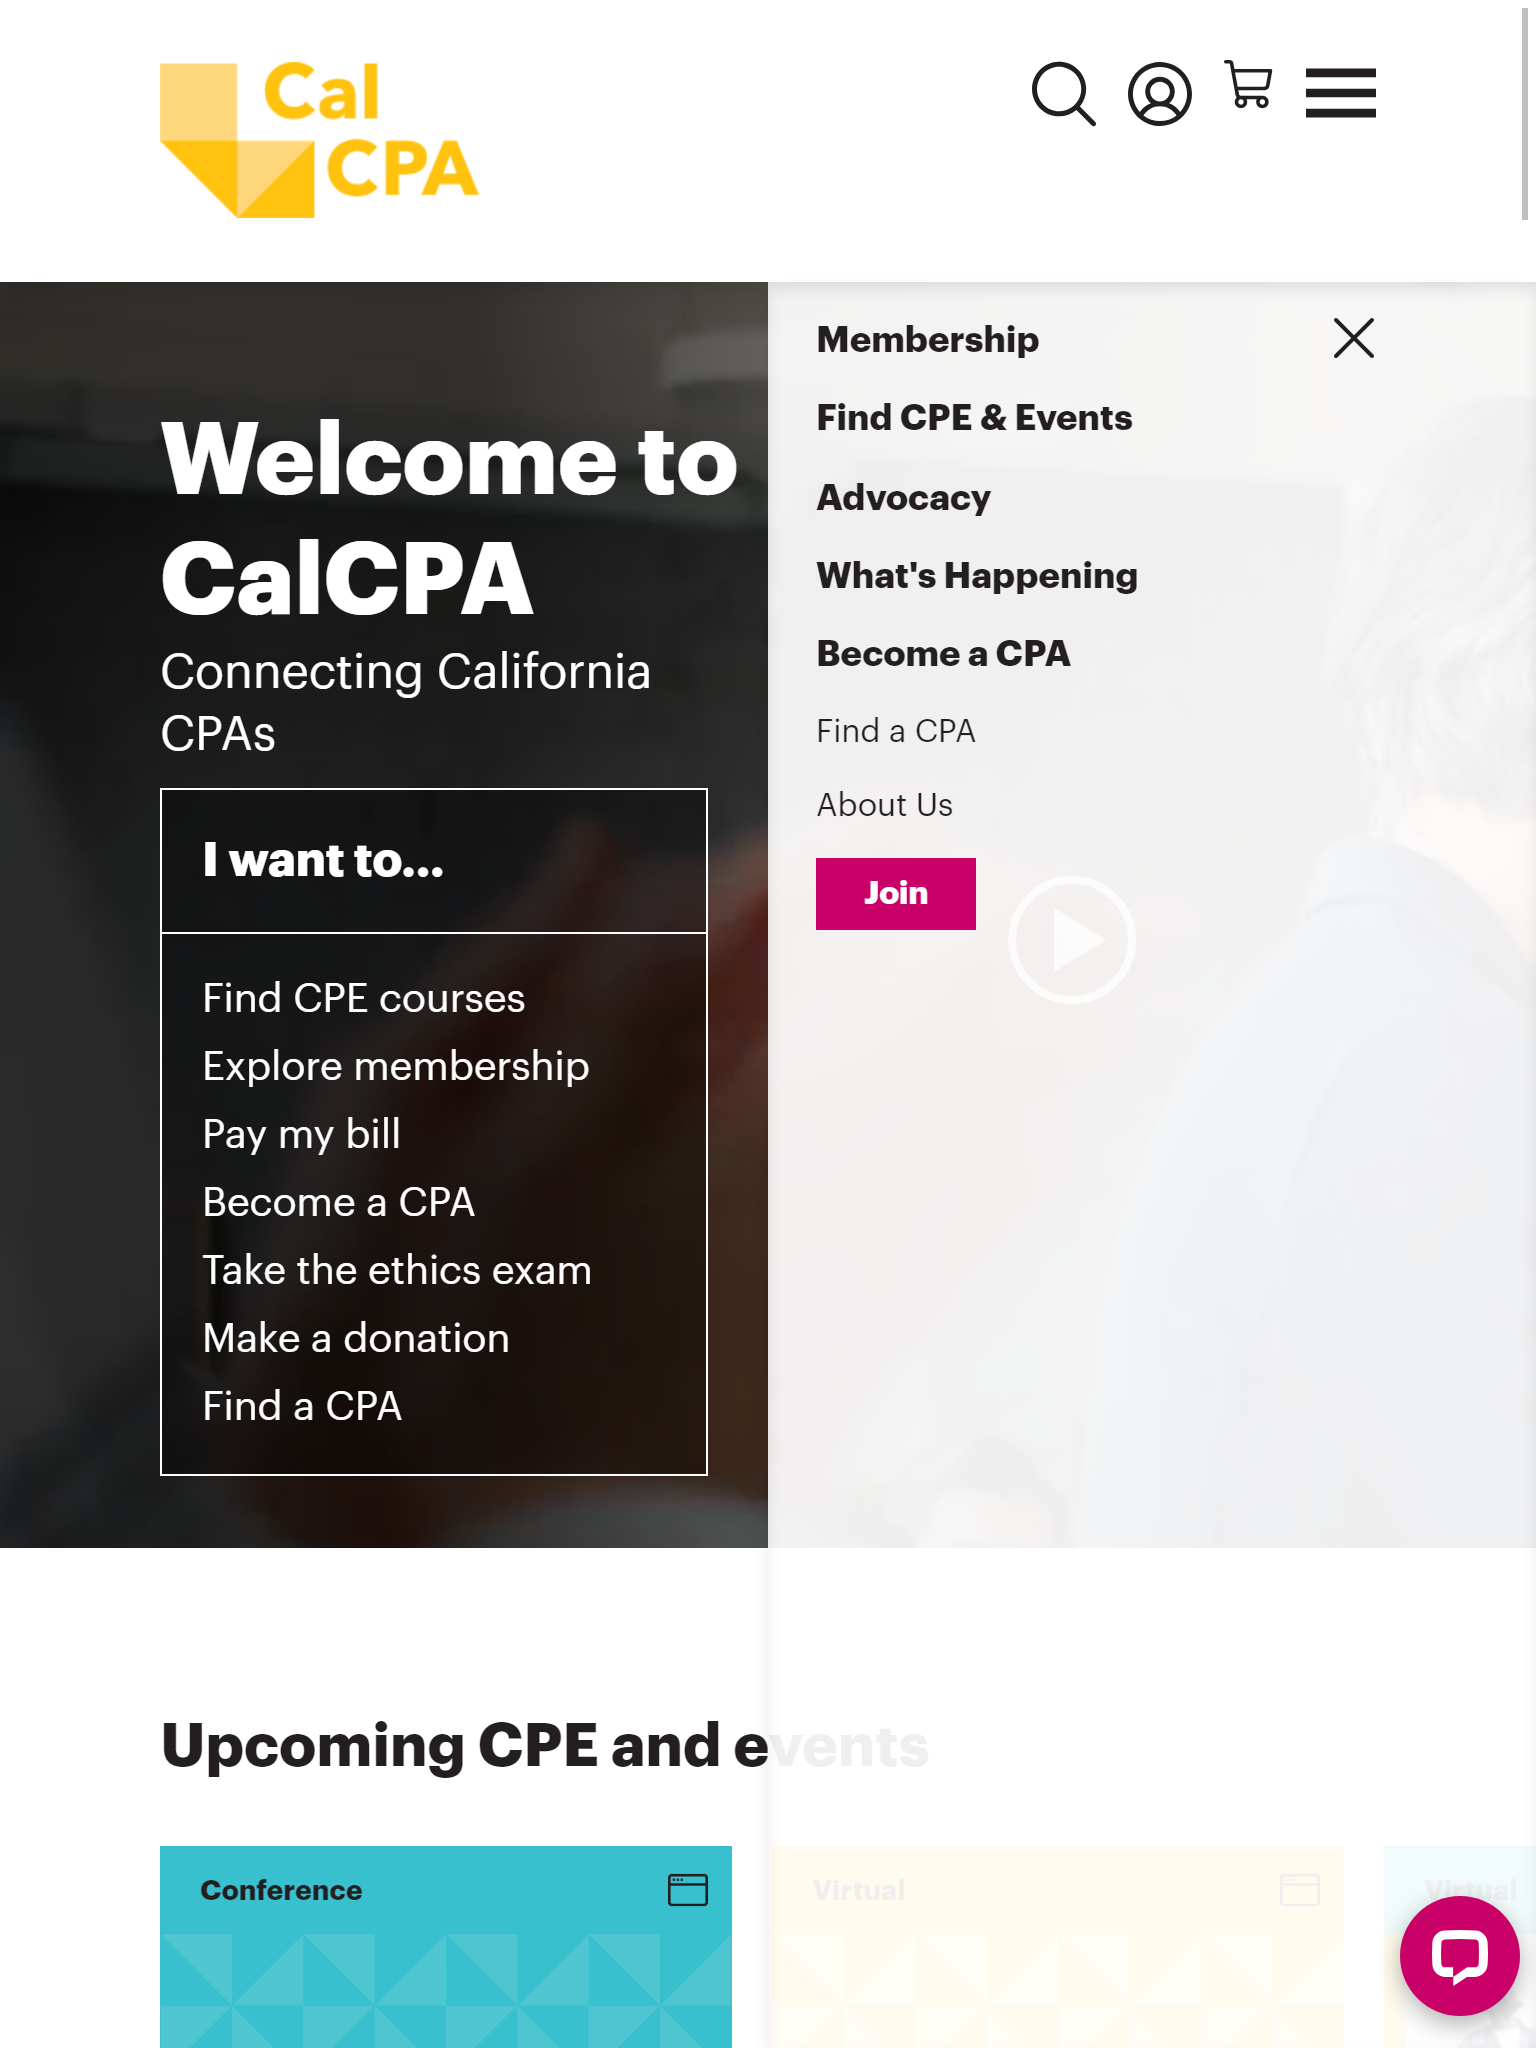 Cal
CPA
Membership
Find CPE & Events
Advocacy
What's Happening
Become a CPA
Find a CPA
About Us
Join
Welcome to
CalCPA
Connecting California
CPAs
I want to...
Find CPE courses
Explore membership
Pay my bill
Become a CPA
Take the ethics exam
Make a donation
Find a CPA
Upcoming CPE and events
Conference
Virtual
Virtual